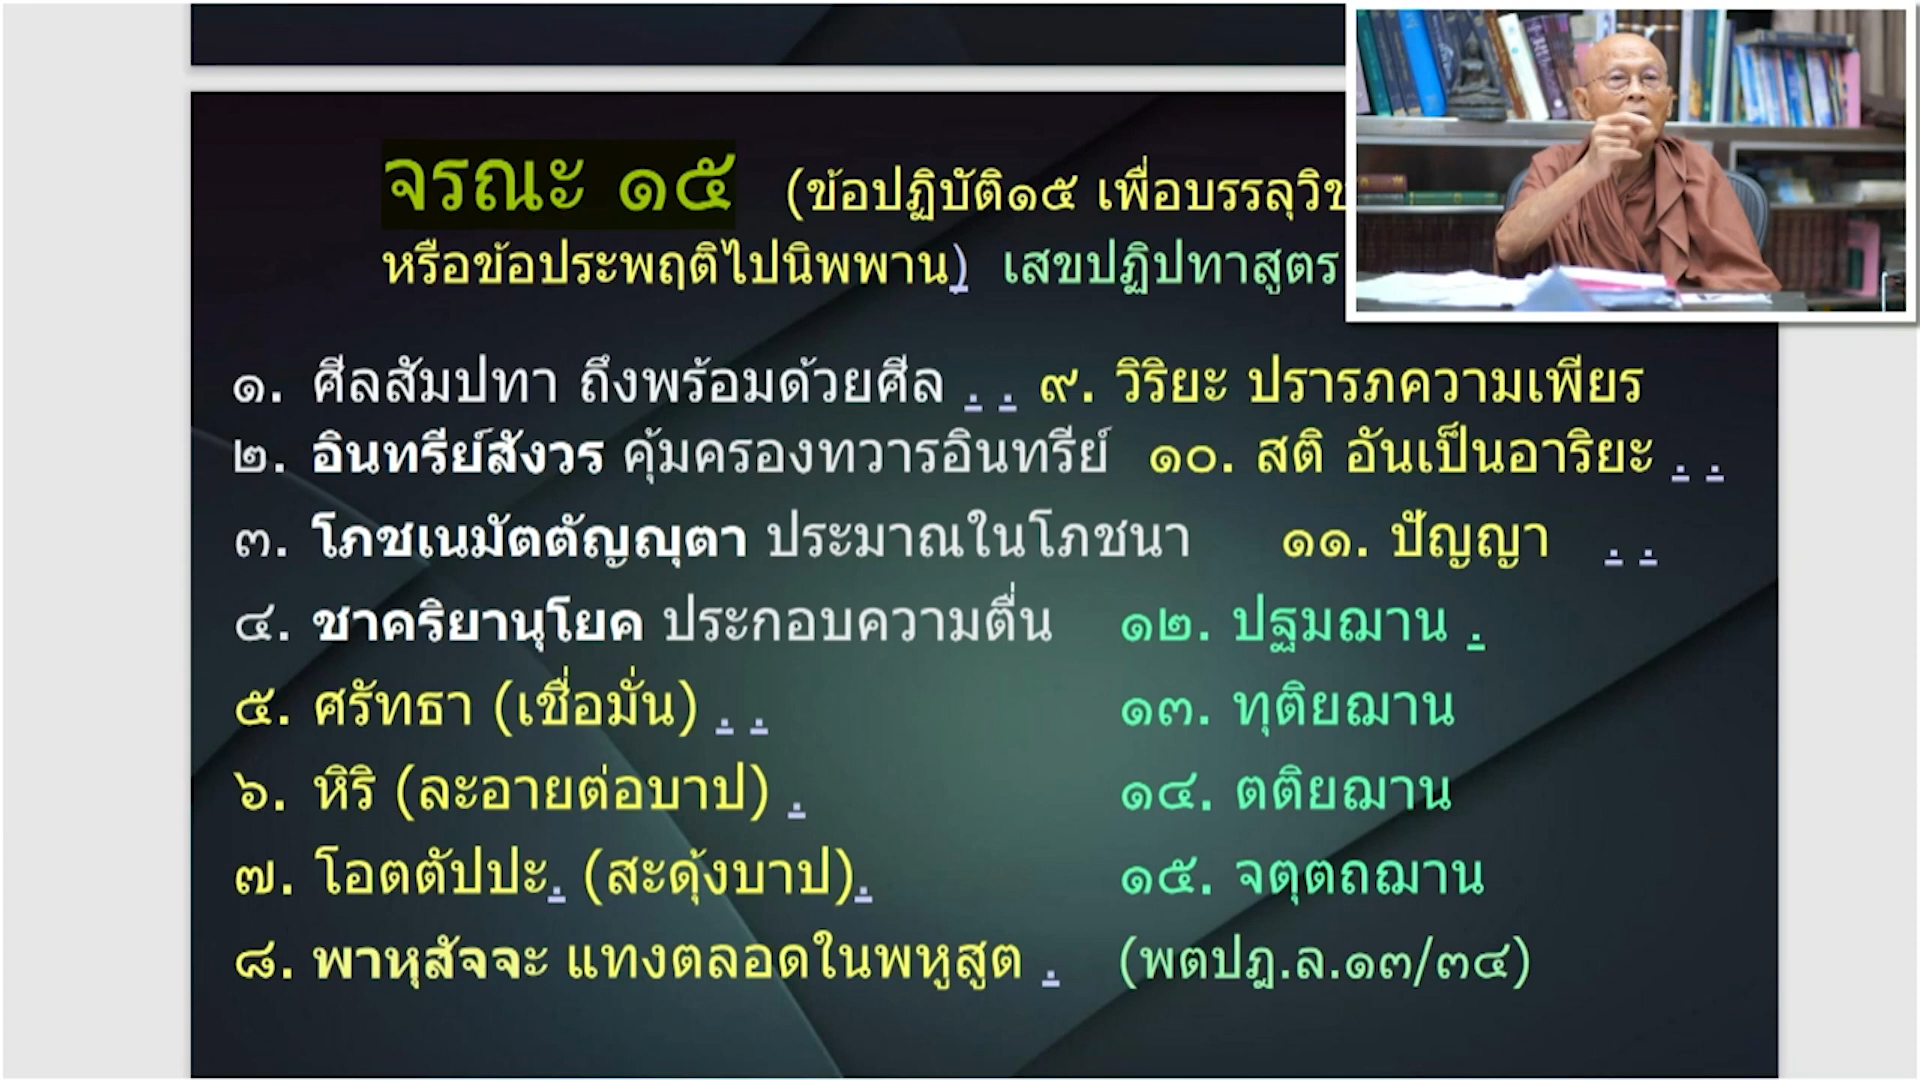 จรณะ ๑๕ (ข้อปฏิบัติ๑๕ เพื่อบรรลุวิช
หรือข้อประพฤติไปนิพพาน) เสขปฏิปทาสูตร
๑. ศีลสัมปทา ถึงพร้อมด้วยศีล . .
๒. อินทรีย์สังวร คุ้มครองทวารอินทรีย์
๓. โภชเนมัตตัญญุตา ประมาณในโภชนา
๔. ชาคริยานุโยค ประกอบความตื่น
๕. ศรัทธา (เชื่อมั่น) . .
๖. หิริ (ละอายต่อบาป) .
๗. โอตตัปปะ. (สะดุ้งบาป).
๘. พาหุสัจจะ แทงตลอดในพหูสูต .
๙. วิริยะ ปรารภความเพียร
๑๐. สติ อันเป็นอาริยะ . .
๑๑. ปัญญา . .
๑๒. ปฐมฌาน .
๑๓. ทุติยฌาน
๑๔. ตติยฌาน
๑๕. จตุตถฌาน
(พตปฎ.ล.๑๓/๓๔)